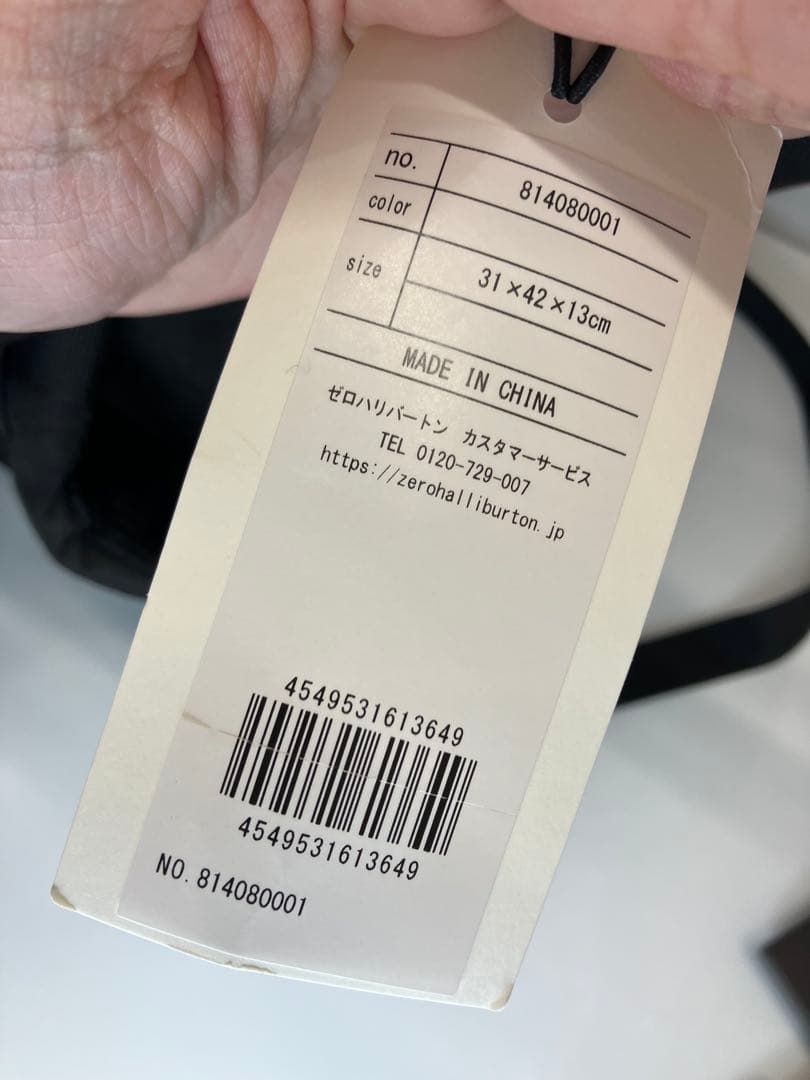 no. 814080001
color
size 31×42×13cm
MADE IN CHINA
ゼロハリバートン カスタマーサービス
TEL 0120-729-007
https://zerohalliburton.jp
4549531613649
4549531613649
NO. 814080001